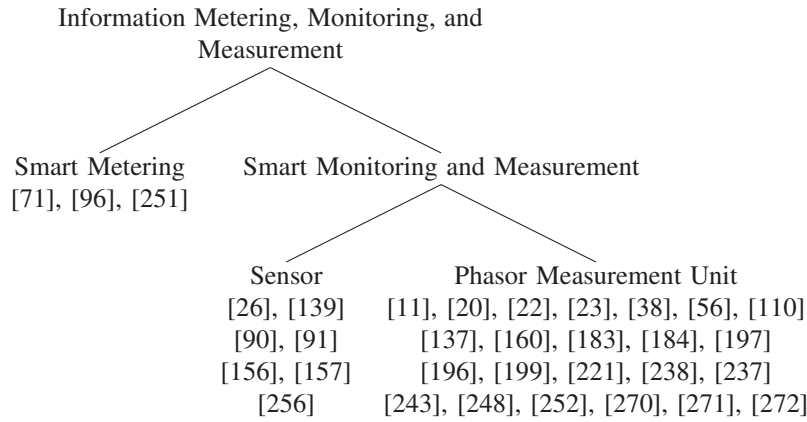 Information Metering, Monitoring, and
Measurement
Smart Metering
[71], [96], [251]
Smart Monitoring and Measurement
Sensor
[26], [139]
[90], [91]
[156], [157]
[256]
Phasor Measurement Unit
[11], [20], [22], [23], [38], [56], [110]
[137], [160], [183], [184], [197]
[196], [199], [221], [238], [237]
[243], [248], [252], [270], [271], [272]